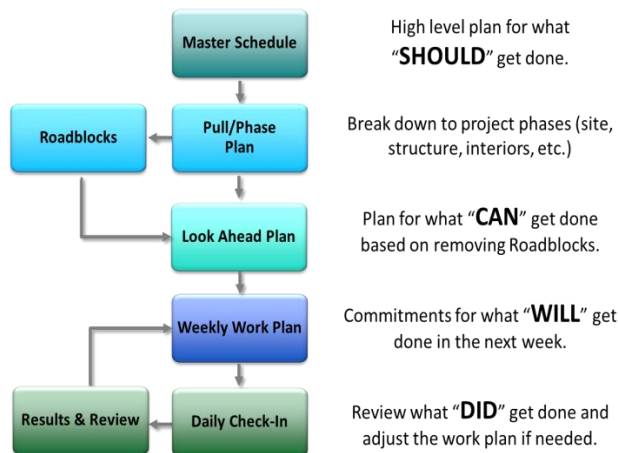 Master Schedule
High level plan for what
“SHOULD” get done.
Roadblocks
Pull/Phase
Plan
Break down to project phases (site,
structure, interiors, etc.)
Look Ahead Plan
Plan for what “CAN” get done
based on removing Roadblocks.
Weekly Work Plan
Commitments for what “WILL” get
done in the next week.
Results & Review
Daily Check-In
Review what “DID” get done and
adjust the work plan if needed.